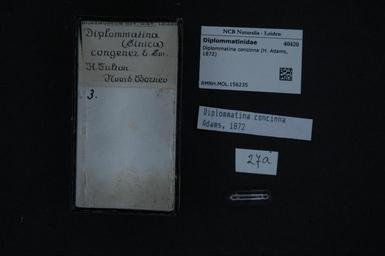 Diplommatina
(Sinica)
congener E. Sm.
H. Fulton
North Borneo
3.
NCB Naturalis - Leiden
Diplommatinidae 40420
Diplommatina concinna (H. Adams,
1872)
RMNH.MOL.156235
Diplommatina concinna
Adams, 1872
27a